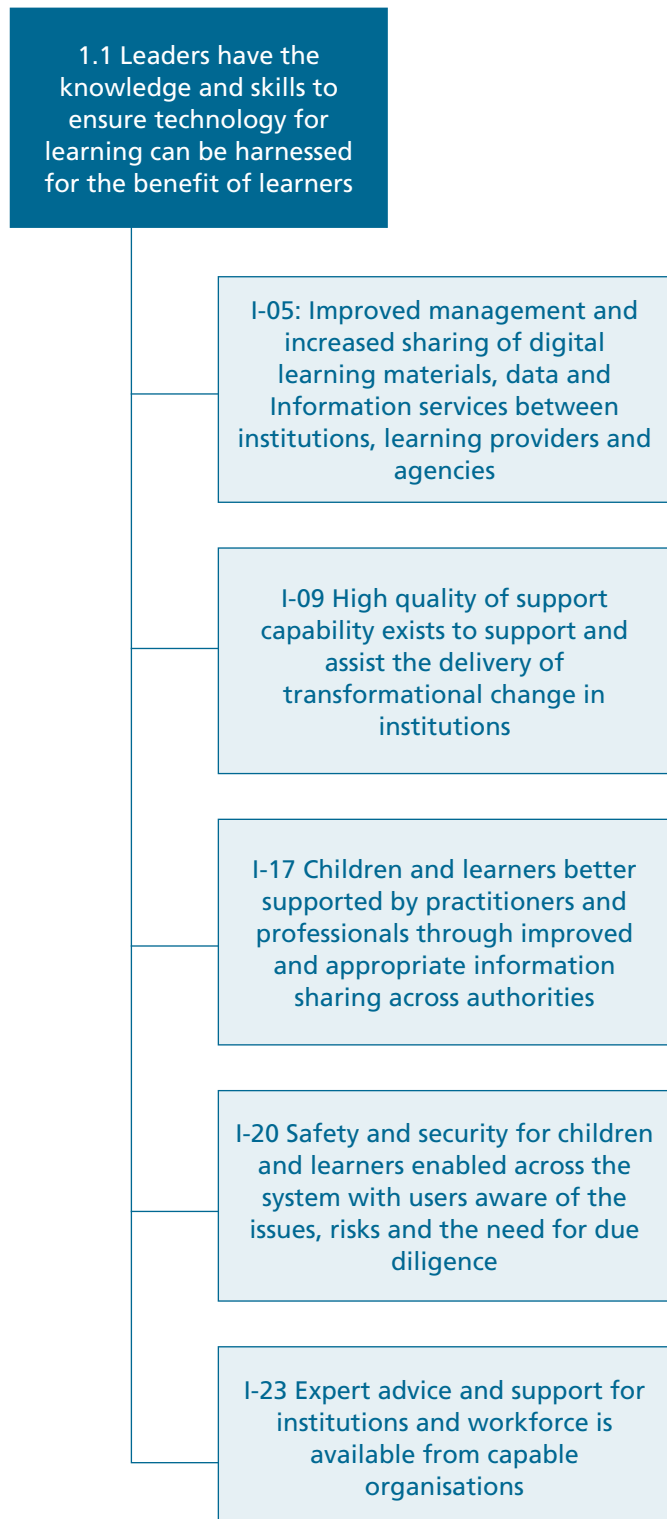 1.1 Leaders have the
knowledge and skills to
ensure technology for
learning can be harnessed
for the benefit of learners
I-05: Improved management and
increased sharing of digital
learning materials, data and
Information services between
institutions, learning providers and
agencies
I-09 High quality of support
capability exists to support and
assist the delivery of
transformational change in
institutions
I-17 Children and learners better
supported by practitioners and
professionals through improved
and appropriate information
sharing across authorities
I-20 Safety and security for children
and learners enabled across the
system with users aware of the
issues, risks and the need for due
diligence
I-23 Expert advice and support for
institutions and workforce is
available from capable
organisations